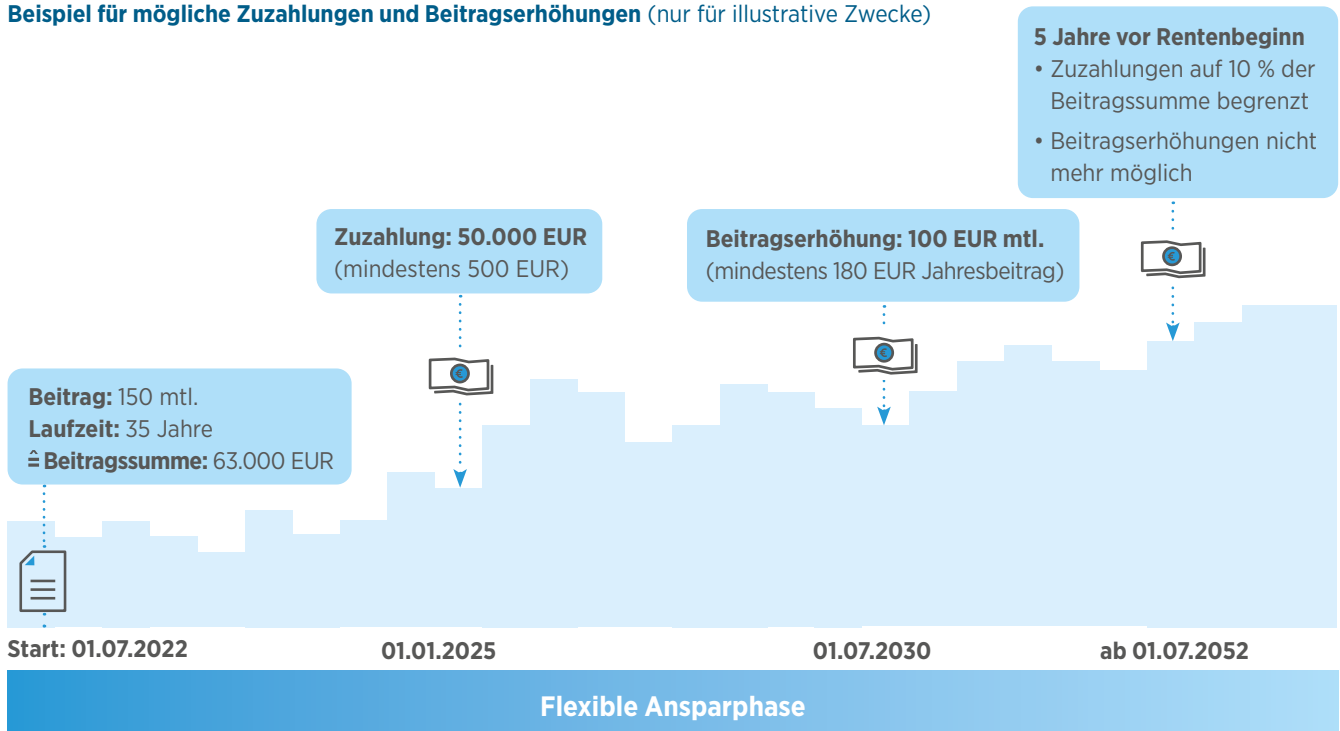 Beispiel für mögliche Zuzahlungen und Beitragserhöhungen (nur für illustrative Zwecke)
5 Jahre vor Rentenbeginn
• Zuzahlungen auf 10 % der
Beitragssumme begrenzt
• Beitragserhöhungen nicht
mehr möglich
Zuzahlung: 50.000 EUR
(mindestens 500 EUR)
Beitragserhöhung: 100 EUR mtl.
(mindestens 180 EUR Jahresbeitrag)
€
€
€
Beitrag: 150 mtl.
Laufzeit: 35 Jahre
≙ Beitragssumme: 63.000 EUR
Start: 01.07.2022
01.01.2025
01.07.2030
ab 01.07.2052
Flexible Ansparphase